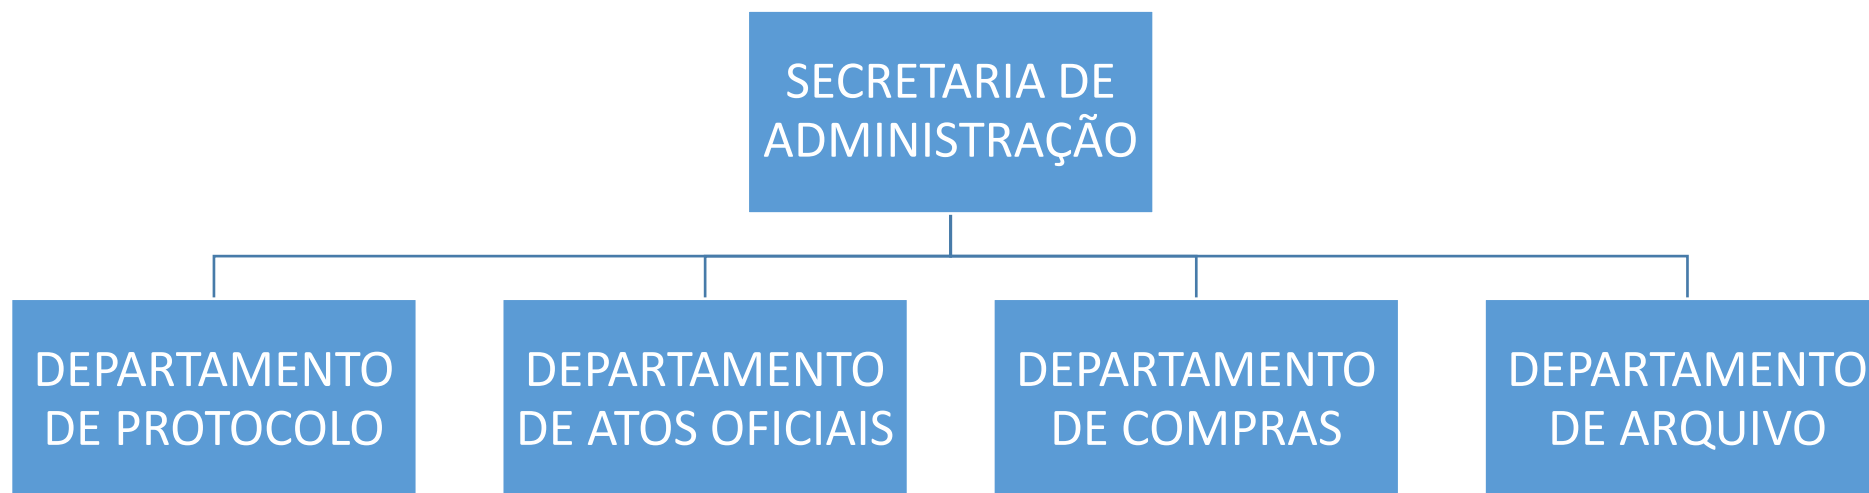 SECRETARIA DE
ADMINISTRAÇÃO
DEPARTAMENTO
DE PROTOCOLO
DEPARTAMENTO
DE ATOS OFICIAIS
DEPARTAMENTO
DE COMPRAS
DEPARTAMENTO
DE ARQUIVO